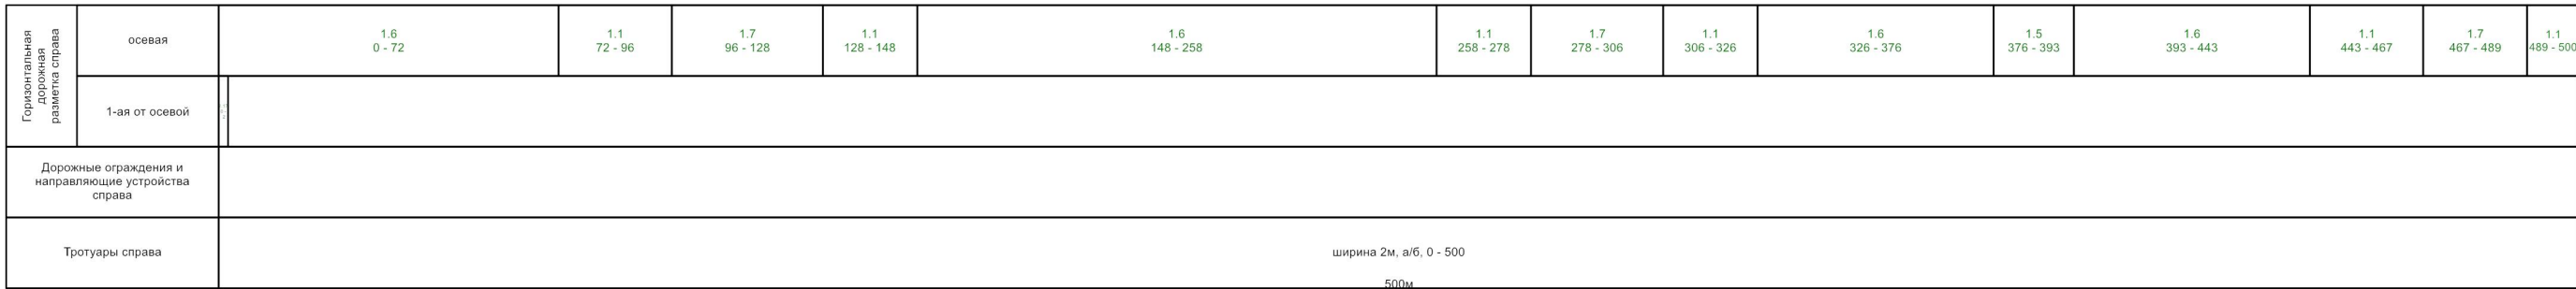 Горизонтальная
дорожная
разметка справа
осевая
1.6
0 - 72
1.1
72 - 96
1.7
96 - 128
1.1
128 - 148
1.6
148 - 258
1.1
258 - 278
1.7
278 - 306
1.1
306 - 326
1.6
326 - 376
1.5
376 - 393
1.6
393 - 443
1.1
443 - 467
1.7
467 - 489
1.1
489 - 500
1-ая от осевой
Дорожные ограждения и
направляющие устройства
справа
Тротуары справа
ширина 2м, а/б, 0 - 500
500м